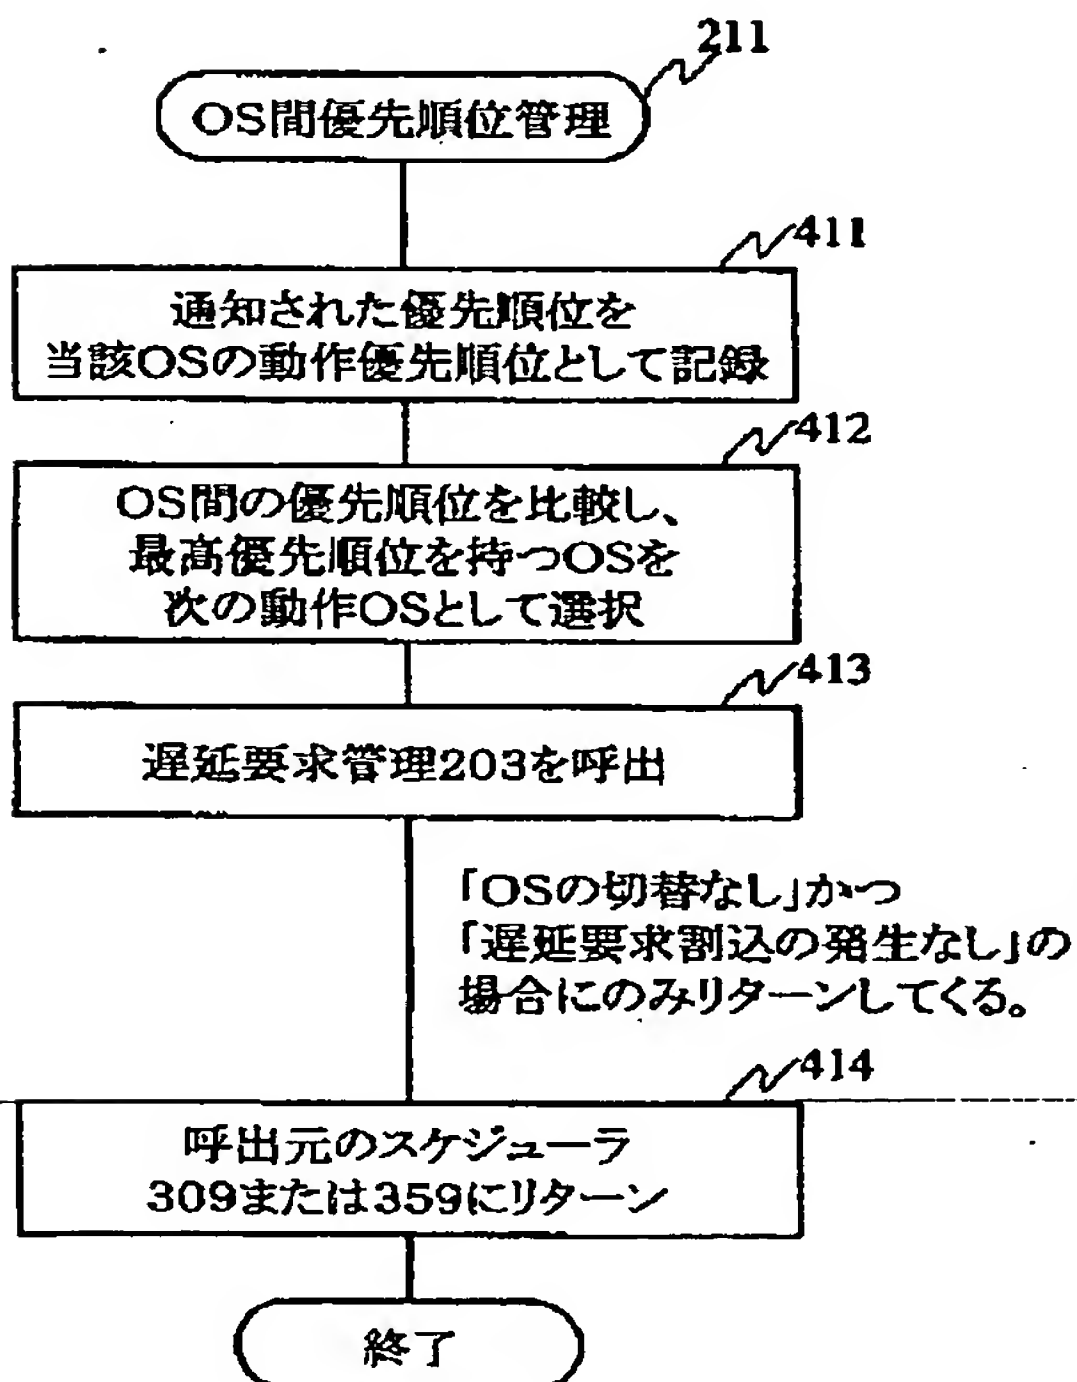 211
OS間優先順位管理
411
通知された優先順位を
当該OSの動作優先順位として記録
412
OS間の優先順位を比較し、
最高優先順位を持つOSを
次の動作OSとして選択
413
遅延要求管理203を呼出
「OSの切替なし」かつ
「遅延要求割込の発生なし」の
場合にのみリターンしてくる。
414
呼出元のスケジューラ
309または359にリターン
終了